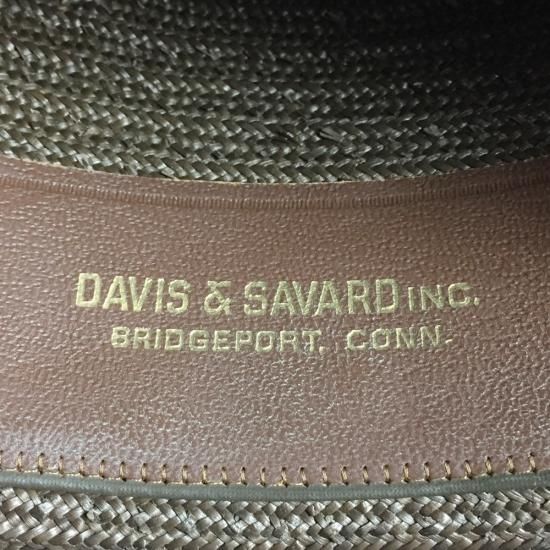 DAVIS & SAVARD INC.
BRIDGEPORT, CONN.